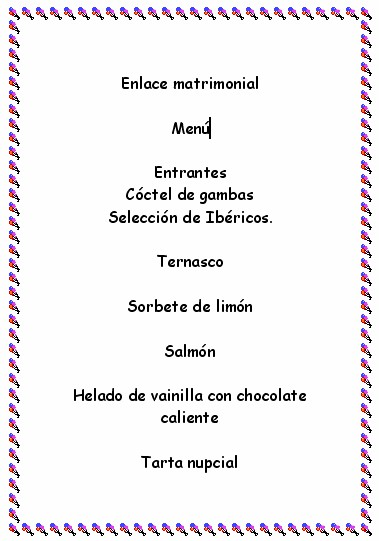 Enlace matrimonial
Menú
Entrantes
Cóctel de gambas
Selección de Ibéricos.
Ternasco
Sorbete de limón
Salmón
Helado de vainilla con chocolate
caliente
Tarta nupcial